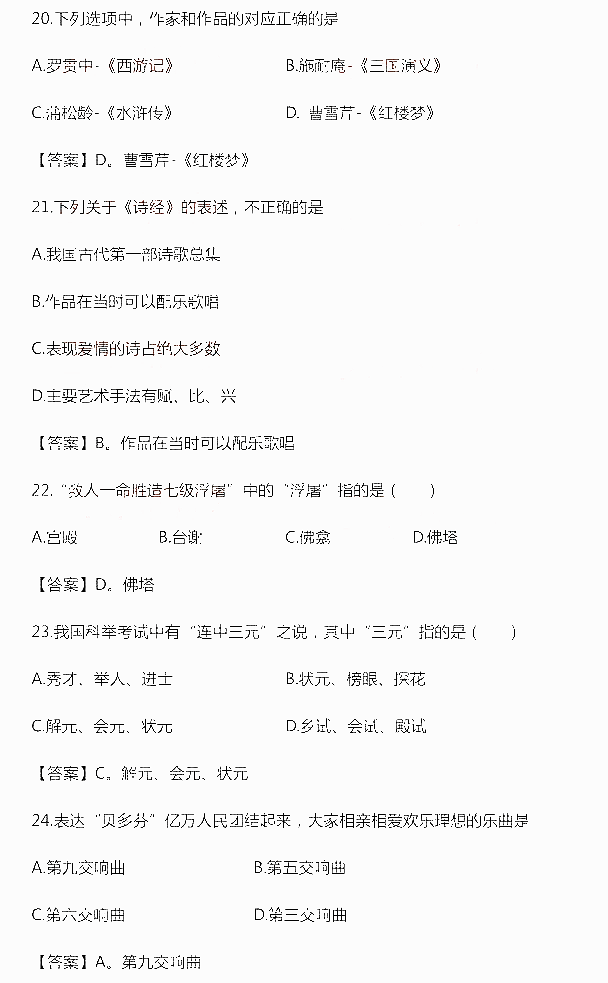 20.下列选项中，作家和作品的对应正确的是
A.罗贯中-《西游记》 B.施耐庵-《三国演义》
C.蒲松龄-《水浒传》 D. 曹雪芹-《红楼梦》
【答案】D。曹雪芹-《红楼梦》
21.下列关于《诗经》的表述，不正确的是
A.我国古代第一部诗歌总集
B.作品在当时可以配乐歌唱
C.表现爱情的诗占绝大多数
D.主要艺术手法有赋、比、兴
【答案】B。作品在当时可以配乐歌唱
22.“救人一命胜造七级浮屠”中的“浮屠”指的是（　　）
A.宫殿 B.台谢 C.佛龛 D.佛塔
【答案】D。佛塔
23.我国科举考试中有“连中三元”之说，其中“三元”指的是（　　）
A.秀才、举人、进士 B.状元、榜眼、探花
C.解元、会元、状元 D.乡试、会试、殿试
【答案】C。解元、会元、状元
24.表达“贝多芬”亿万人民团结起来，大家相亲相爱欢乐理想的乐曲是
A.第九交响曲 B.第五交响曲
C.第六交响曲 D.第三交响曲
【答案】A。第九交响曲